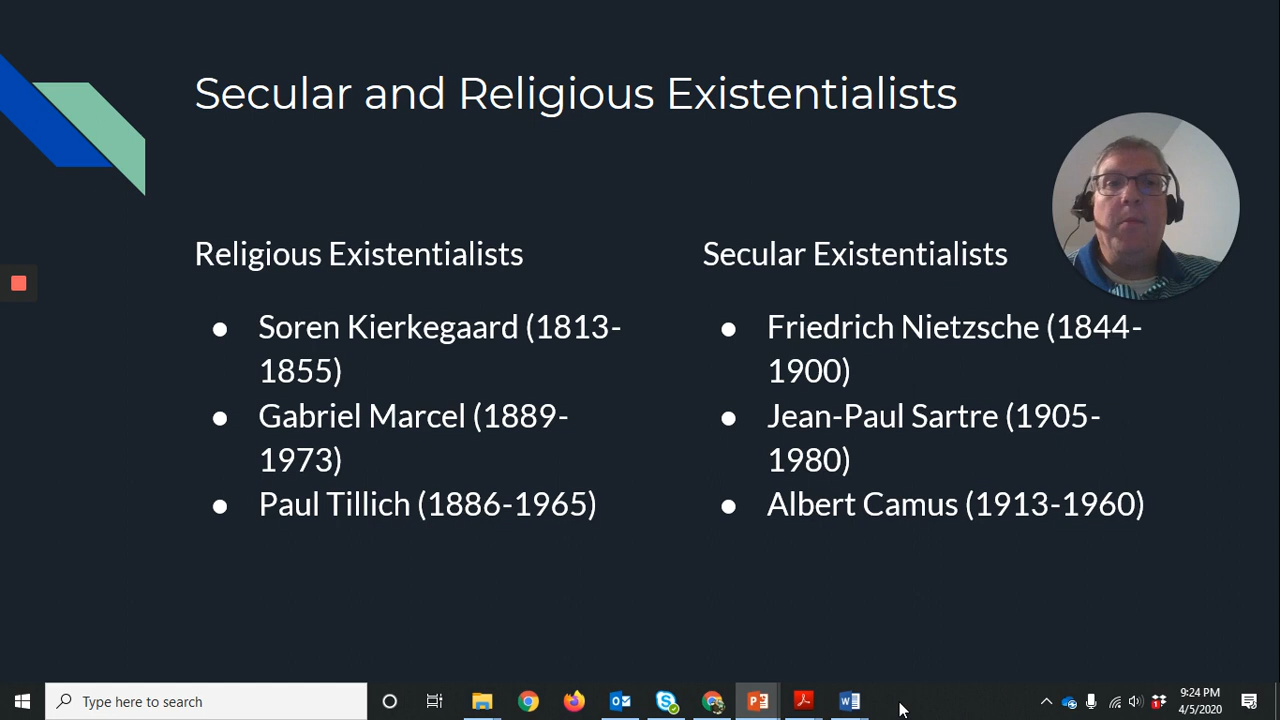 Secular and Religious Existentialists
Religious Existentialists
● Soren Kierkegaard (1813-
1855)
● Gabriel Marcel (1889-
1973)
● Paul Tillich (1886-1965)
Secular Existentialists
● Friedrich Nietzsche (1844-
1900)
● Jean-Paul Sartre (1905-
1980)
● Albert Camus (1913-1960)
Type here to search
9:24 PM
4/5/2020